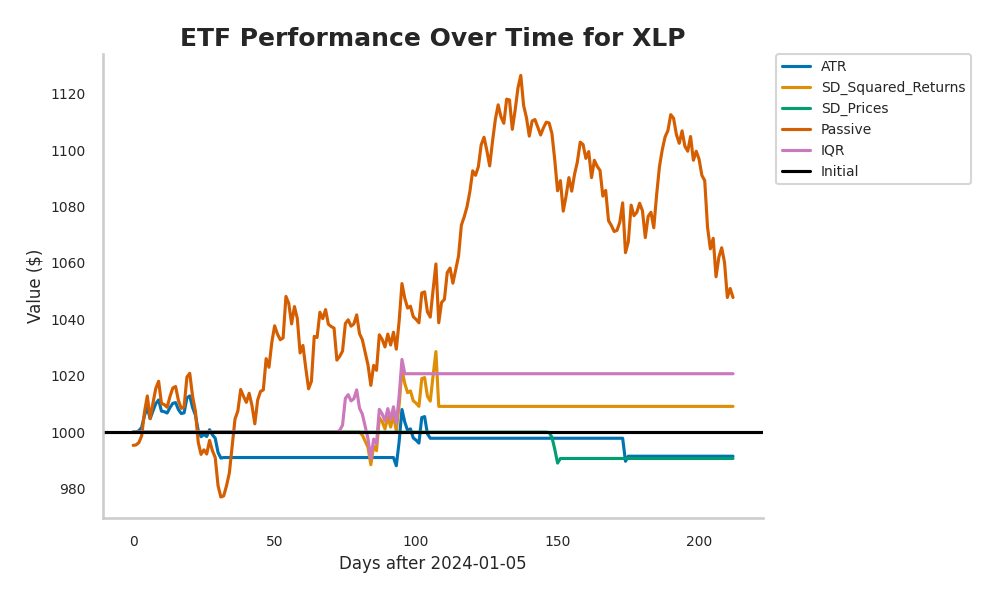 ETF Performance Over Time for XLP
ATR
SD_Squared_Returns
SD_Prices
Passive
IQR
Initial
Value ($)
1120
1100
1080
1060
1040
1020
1000
980
0 50 100 150 200
Days after 2024-01-05